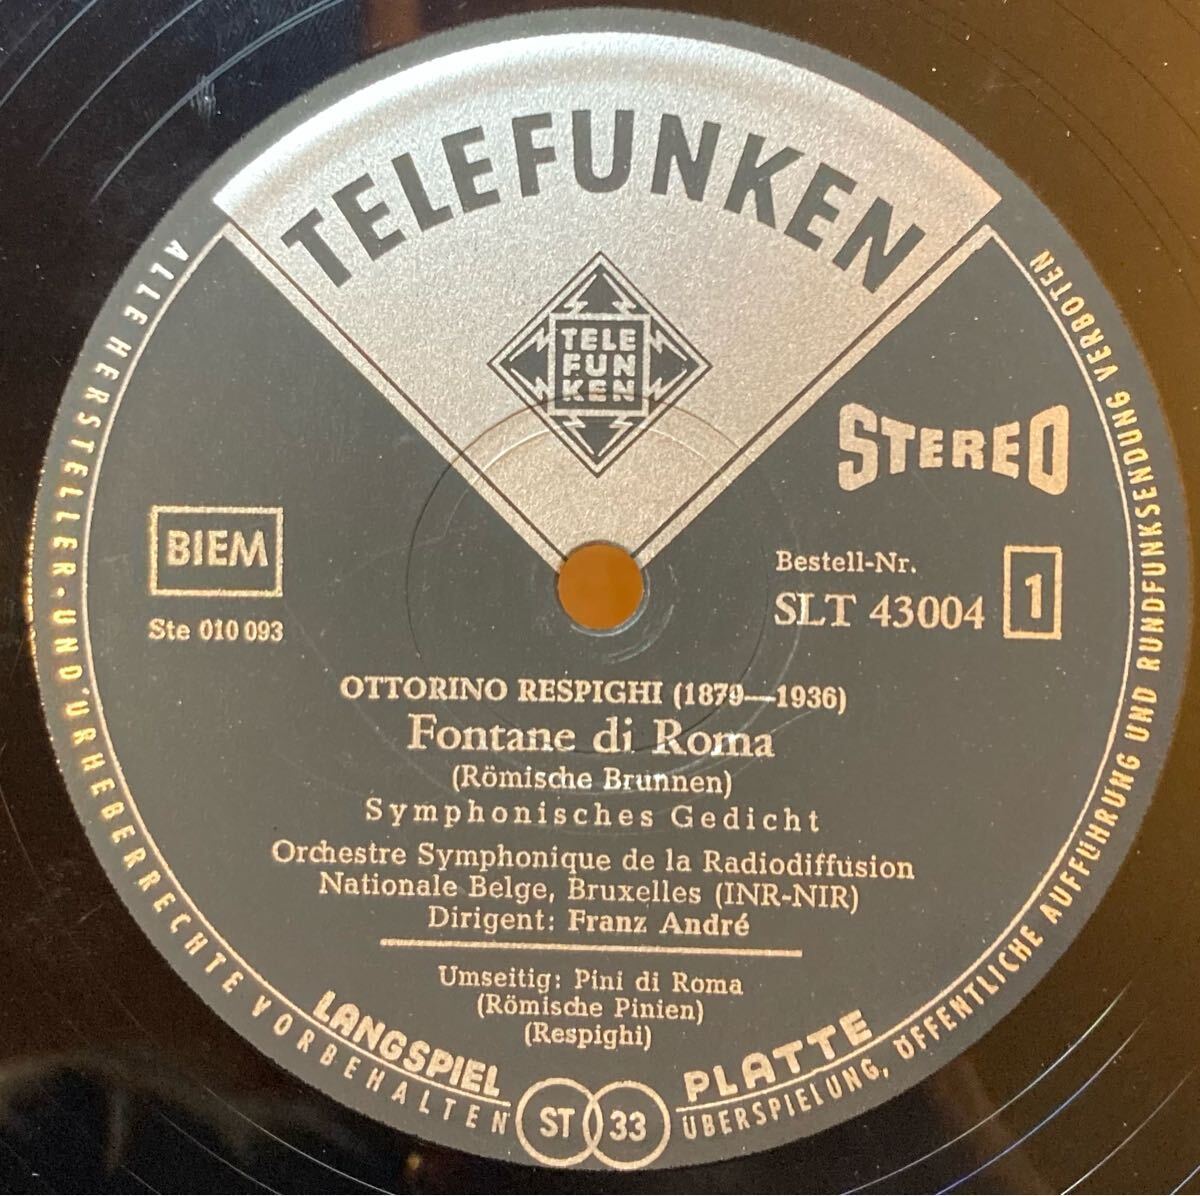 TELEFUNKEN
TELE
FUN
KEN
STEREO
BIEM
Ste 010 093
Bestell-Nr.
SLT 43004 1
OTTORINO RESPIGHI (1879—1936)
Fontane di Roma
(Römische Brunnen)
Symphonisches Gedicht
Orchestre Symphonique de la Radiodiffusion
Nationale Belge, Bruxelles (INR-NIR)
Dirigent: Franz André
Umseitig: Pini di Roma
(Römische Pinien)
(Respighi)
LANGSPIEL PLATTE
ST 33
ALLE HERSTELLER-UND URHEBERRECHTE VORBEHALTEN
ÜBERSPIELUNG, ÖFFENTLICHE AUFFÜHRUNG UND RUNDFUNKSENDUNG VERBOTEN